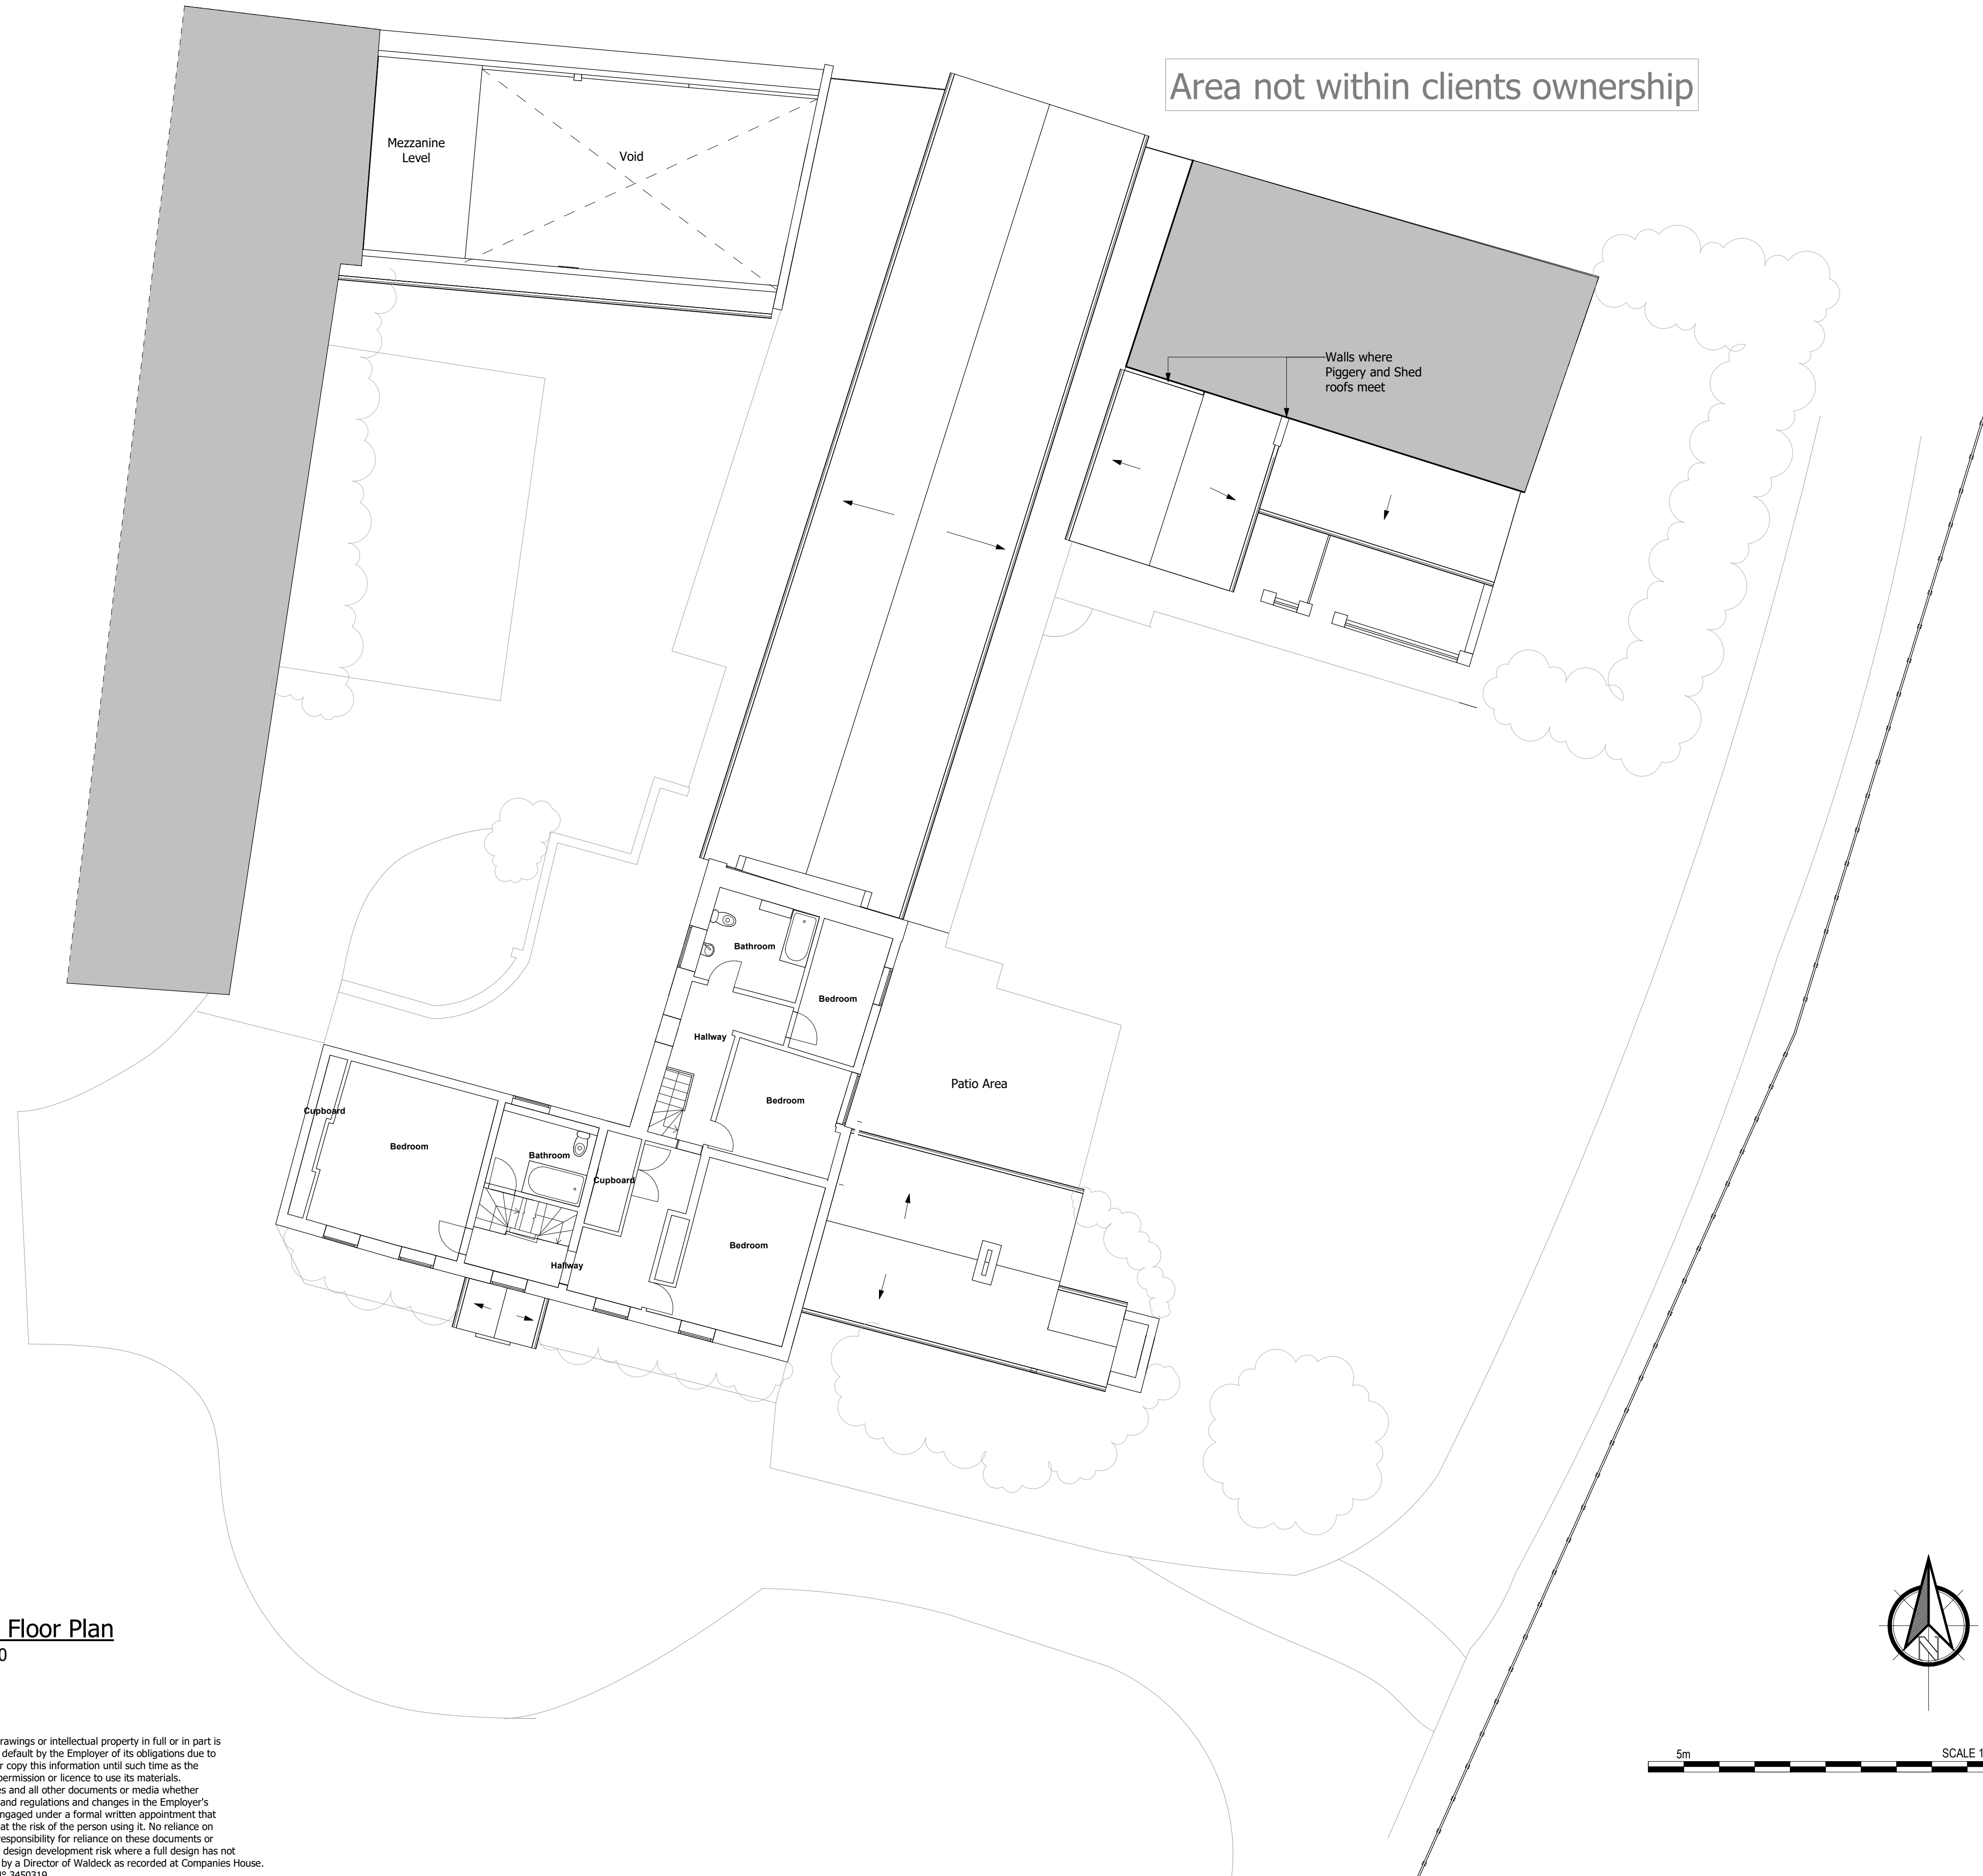 Area not within clients ownership
Mezzanine
Level
Void
Walls where
Piggery and Shed
roofs meet
Bathroom
Bedroom
Hallway
Patio Area
Bedroom
Cupboard
Bedroom
Bathroom
Cupboard
Bedroom
Hallway
Floor Plan
0
N
5m
SCALE 1
rawings or intellectual property in full or in part is
default by the Employer of its obligations due to
r copy this information until such time as the
permission or licence to use its materials.
es and all other documents or media whether
and regulations and changes in the Employer's
ngaged under a formal written appointment that
at the risk of the person using it. No reliance on
responsibility for reliance on these documents or
design development risk where a full design has not
by a Director of Waldeck as recorded at Companies House.
Nº 3450319